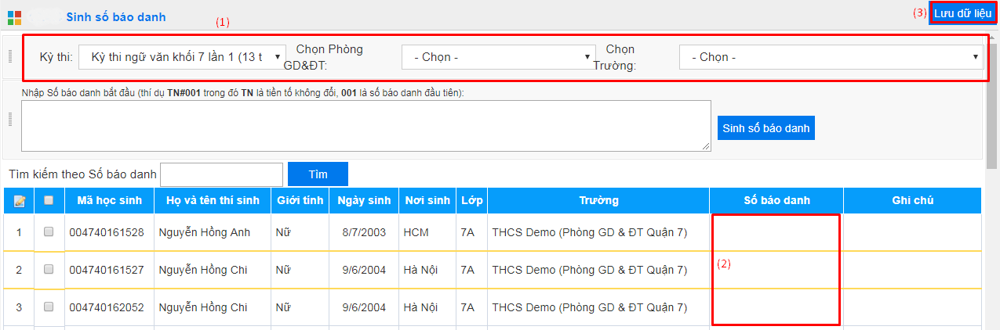 Sinh số báo danh
(1)
(3)
Lưu dữ liệu
Kỳ thi:
Kỳ thi ngữ văn khối 7 lần 1 (13 t
Chọn Phòng
GD&ĐT:
- Chọn -
Chọn
Trường:
- Chọn -
Nhập Số báo danh bắt đầu (thí dụ TN#001 trong đó TN là tiền tố không đổi, 001 là số báo danh đầu tiên):
Sinh số báo danh
Tìm kiếm theo Số báo danh
Tìm
Mã học sinh Họ và tên thí sinh Giới tính Ngày sinh Nơi sinh Lớp Trường Số báo danh Ghi chú
1 004740161528 Nguyễn Hồng Anh Nữ 8/7/2003 HCM 7A THCS Demo (Phòng GD & ĐT Quận 7)
2 004740161527 Nguyễn Hồng Chi Nữ 9/6/2004 Hà Nội 7A THCS Demo (Phòng GD & ĐT Quận 7) (2)
3 004740162052 Nguyễn Hồng Chi Nữ 9/6/2004 Hà Nội 7A THCS Demo (Phòng GD & ĐT Quận 7)